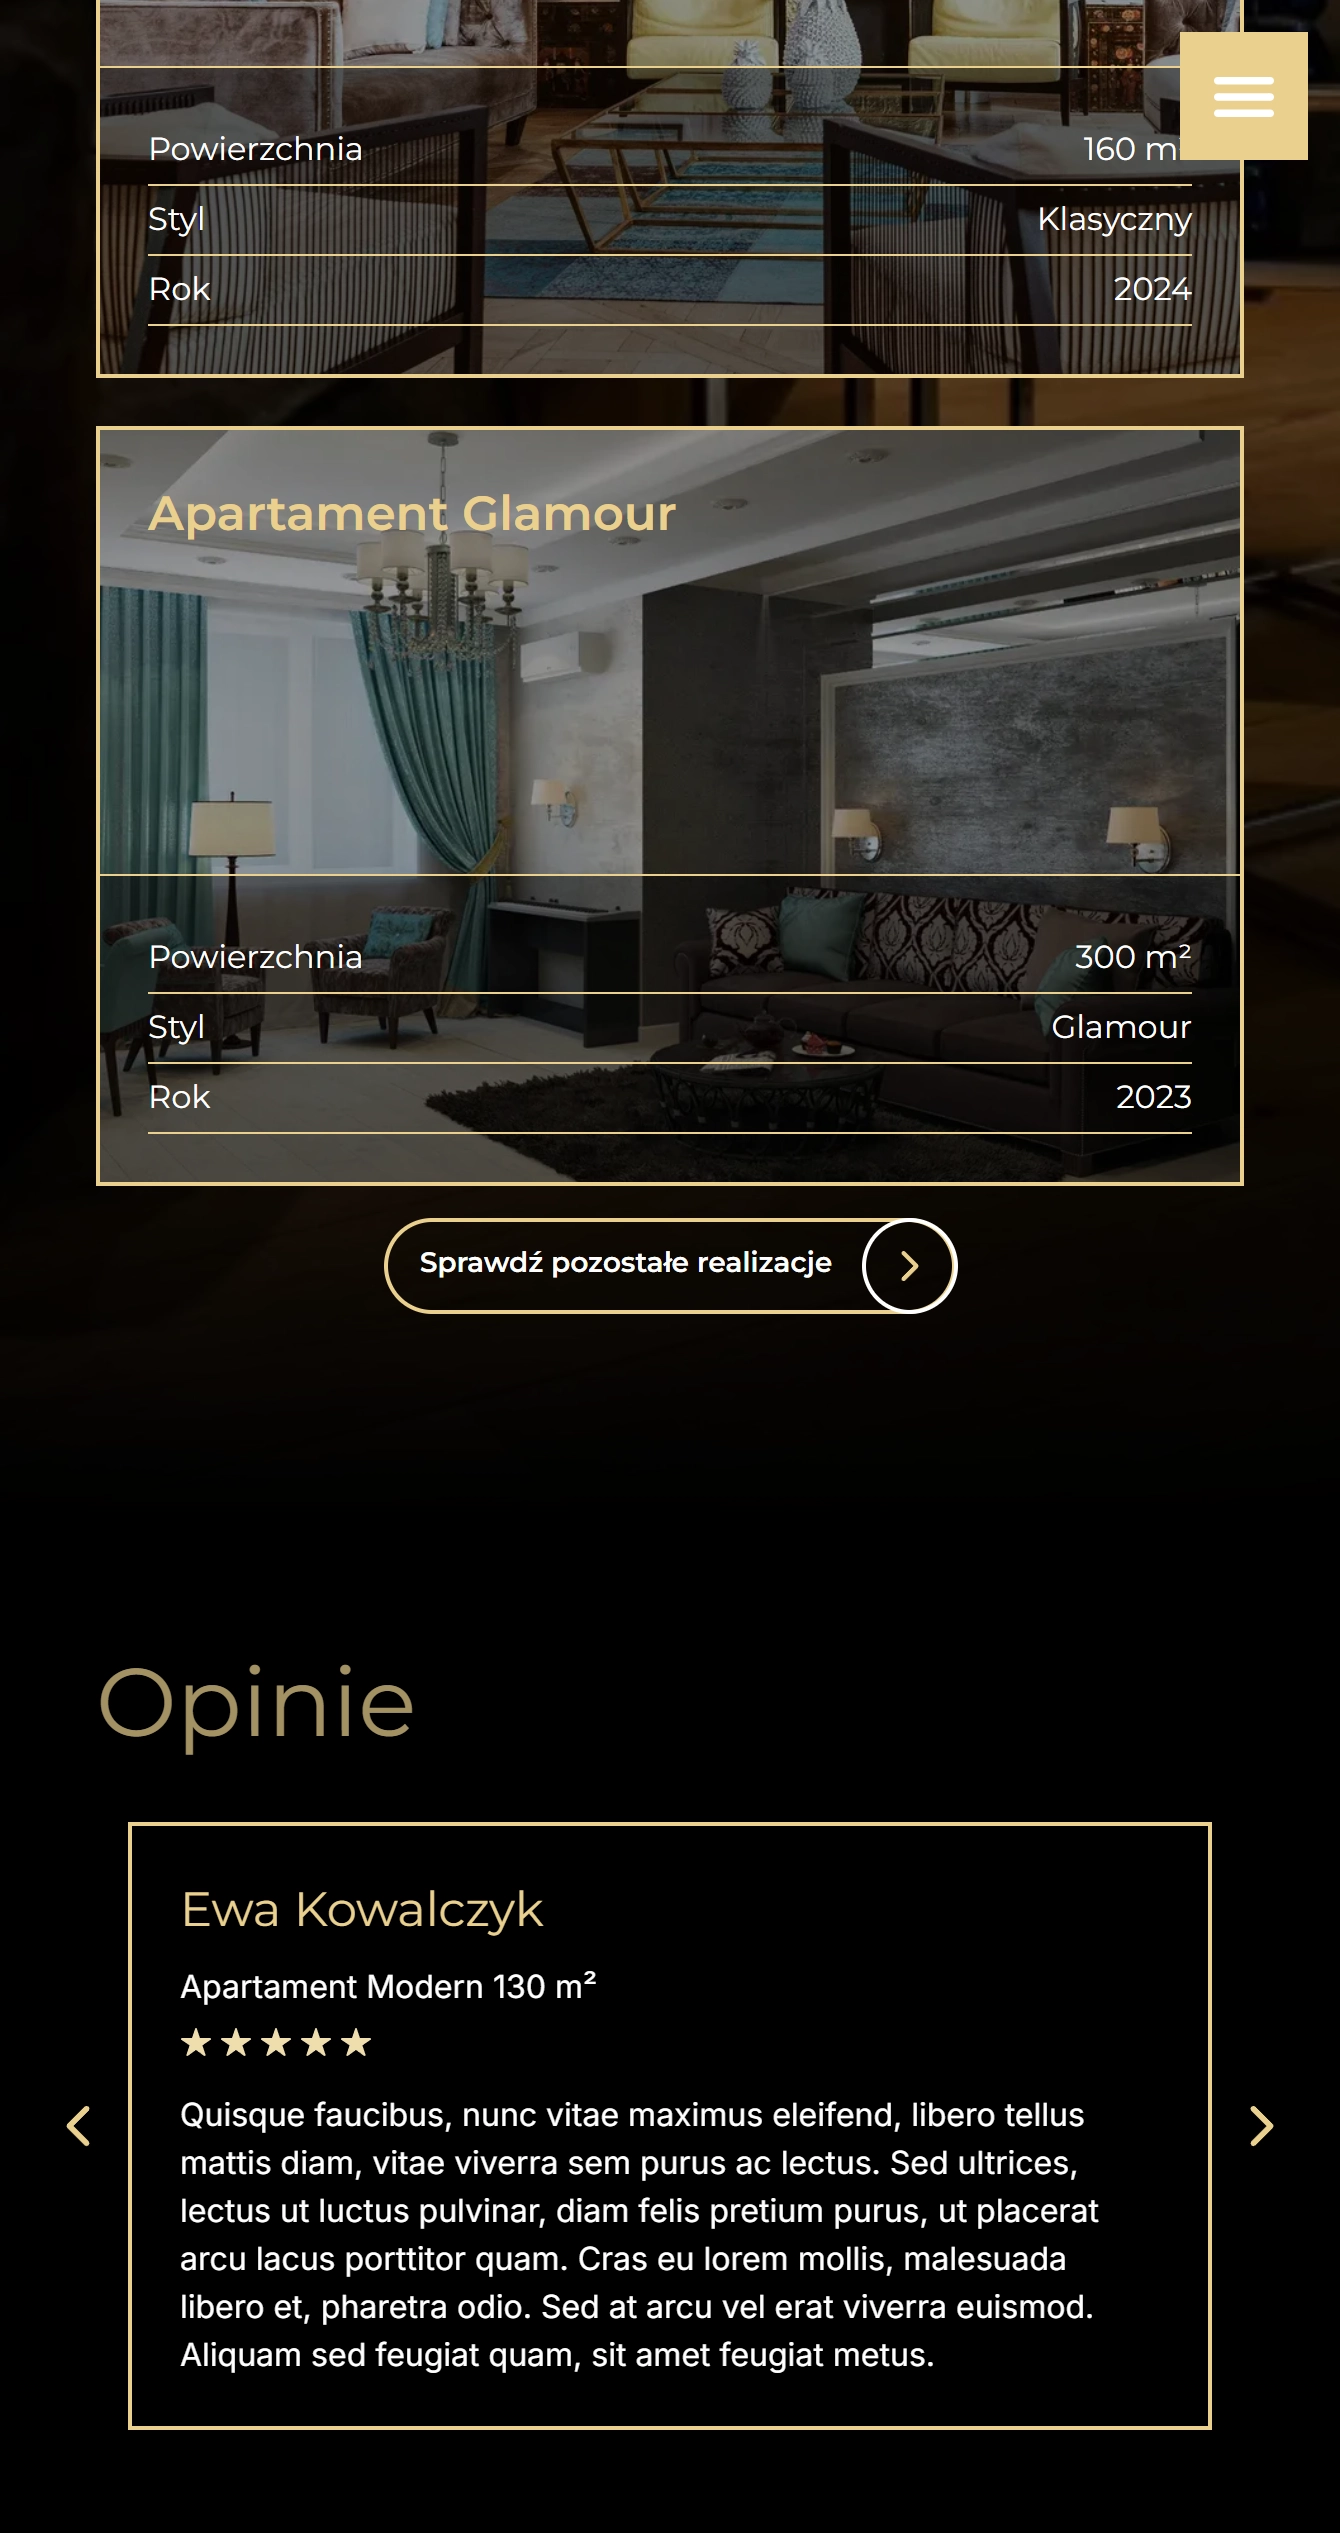 Powierzchnia 160 m²
Styl Klasyczny
Rok 2024
Apartament Glamour
Powierzchnia 300 m²
Styl Glamour
Rok 2023
Sprawdź pozostałe realizacje
Opinie
Ewa Kowalczyk
Apartament Modern 130 m²
Quisque faucibus, nunc vitae maximus eleifend, libero tellus
mattis diam, vitae viverra sem purus ac lectus. Sed ultrices,
lectus ut luctus pulvinar, diam felis pretium purus, ut placerat
arcu lacus porttitor quam. Cras eu lorem mollis, malesuada
libero et, pharetra odio. Sed at arcu vel erat viverra euismod.
Aliquam sed feugiat quam, sit amet feugiat metus.